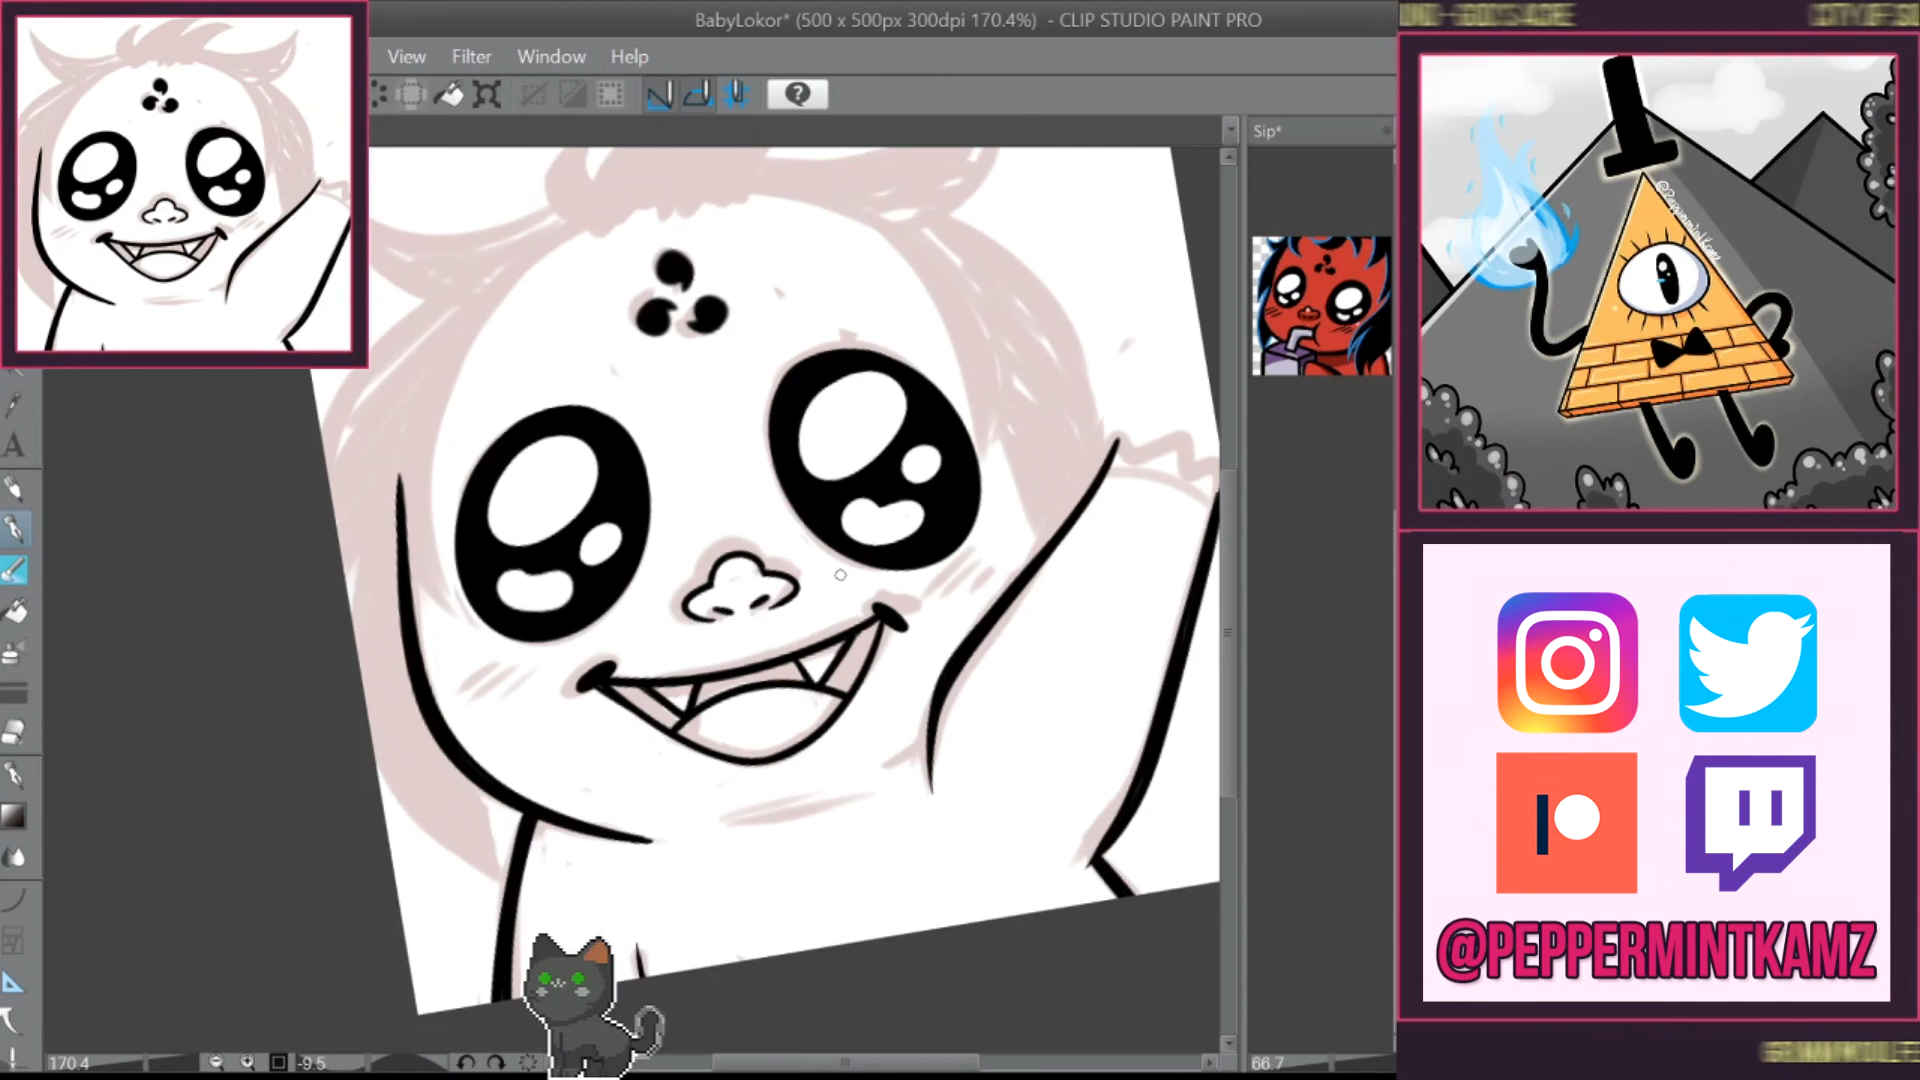 BabyLokor* (500 x 500px 300dpi 170.4%) - CLIP STUDIO PAINT PRO
View Filter Window Help
Sip*
@PeppermintKamz
A
@PEPPERMINTKAMZ
170.4 -9.5 66.7